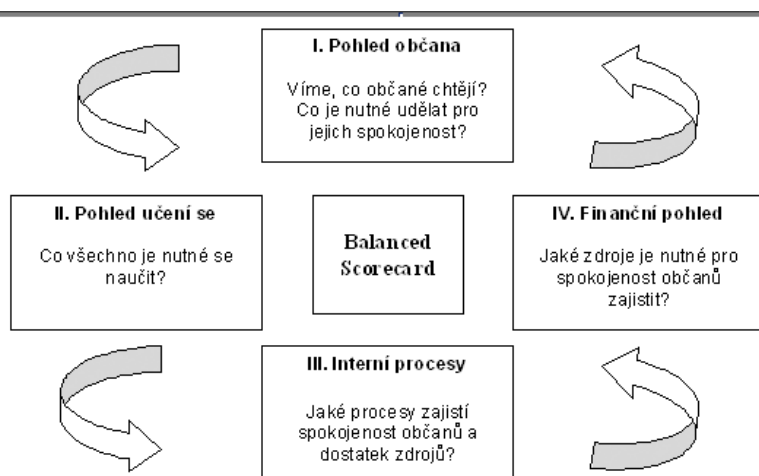 I. Pohled občana
Víme, co občané chtějí?
Co je nutné udělat pro
jejich spokojenost?
II. Pohled učení se
Co všechno je nutné se
naučit?
Balanced
Scorecard
IV. Finanční pohled
Jaké zdroje je nutné pro
spokojenost občanů
zajistit?
III. Interní procesy
Jaké procesy zajistí
spokojenost občanů a
dostatek zdrojů?